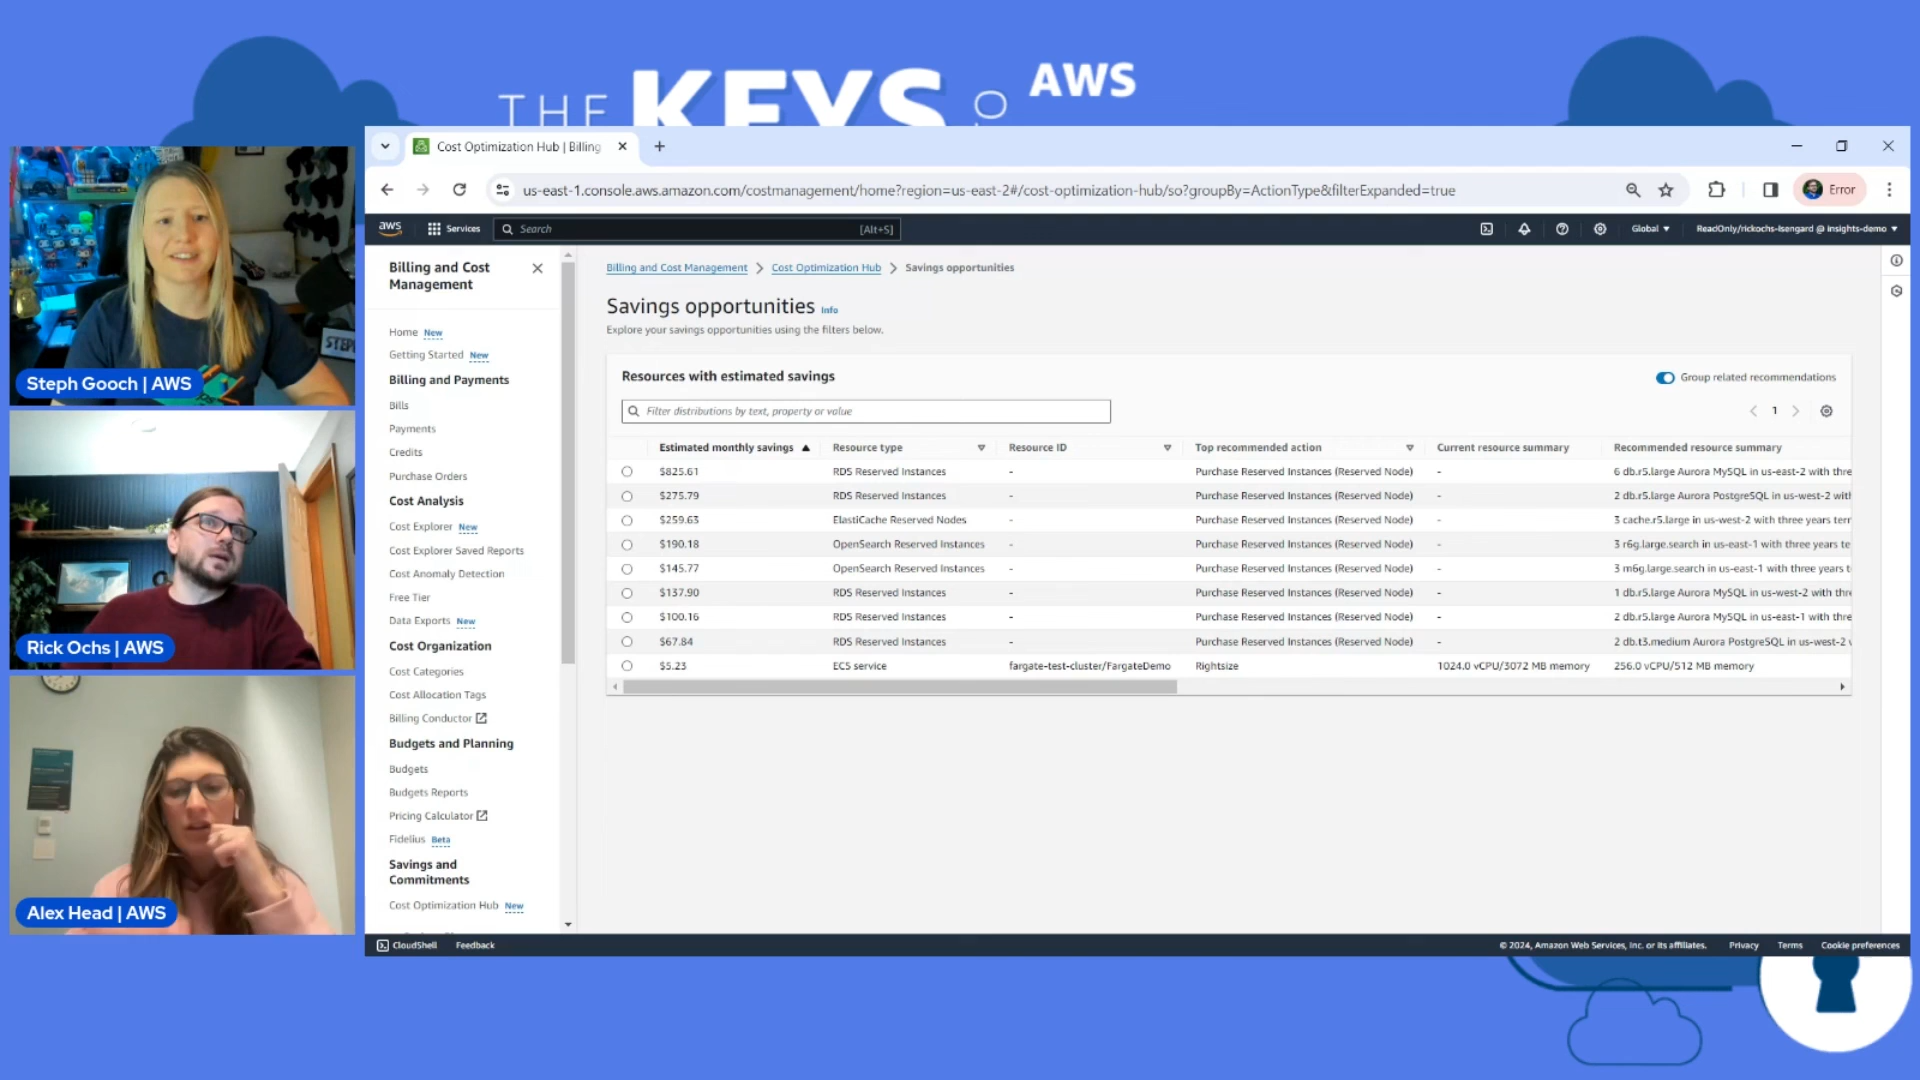 THE KEYS TO AWS
Steph Gooch | AWS
Rick Ochs | AWS
Alex Head | AWS
Cost Optimization Hub | Billing
us-east-1.console.aws.amazon.com/costmanagement/home?region=us-east-2#/cost-optimization-hub/so?groupBy=ActionType&filterExpanded=true
Error
aws
Services
Search
[Alt+S]
Global
ReadOnly/rickochs-isengard @ insights-demo
Billing and Cost
Management
Home New
Getting Started New
Billing and Payments
Bills
Payments
Credits
Purchase Orders
Cost Analysis
Cost Explorer New
Cost Explorer Saved Reports
Cost Anomaly Detection
Free Tier
Data Exports New
Cost Organization
Cost Categories
Cost Allocation Tags
Billing Conductor
Budgets and Planning
Budgets
Budgets Reports
Pricing Calculator
Fidelius Beta
Savings and
Commitments
Cost Optimization Hub New
Billing and Cost Management > Cost Optimization Hub > Savings opportunities
Savings opportunities Info
Explore your savings opportunities using the filters below.
Resources with estimated savings
Group related recommendations
Filter distributions by text, property or value
1
Estimated monthly savings Resource type Resource ID Top recommended action Current resource summary Recommended resource summary
$825.61 RDS Reserved Instances - Purchase Reserved Instances (Reserved Node) - 6 db.r5.large Aurora MySQL in us-east-2 with thre
$275.79 RDS Reserved Instances - Purchase Reserved Instances (Reserved Node) - 2 db.r5.large Aurora PostgreSQL in us-west-2 with
$259.63 ElastiCache Reserved Nodes - Purchase Reserved Instances (Reserved Node) - 3 cache.r5.large in us-west-2 with three years terr
$190.18 OpenSearch Reserved Instances - Purchase Reserved Instances (Reserved Node) - 3 r6g.large.search in us-east-1 with three years te
$145.77 OpenSearch Reserved Instances - Purchase Reserved Instances (Reserved Node) - 3 m6g.large.search in us-east-1 with three years t
$137.90 RDS Reserved Instances - Purchase Reserved Instances (Reserved Node) - 1 db.r5.large Aurora MySQL in us-west-2 with thre
$100.16 RDS Reserved Instances - Purchase Reserved Instances (Reserved Node) - 2 db.r5.large Aurora MySQL in us-east-1 with thre
$67.84 RDS Reserved Instances - Purchase Reserved Instances (Reserved Node) - 2 db.t3.medium Aurora PostgreSQL in us-west-2 v
$5.23 ECS service fargate-test-cluster/FargateDemo Rightsize 1024.0 vCPU/3072 MB memory 256.0 vCPU/512 MB memory
CloudShell
Feedback
© 2024, Amazon Web Services, Inc. or its affiliates.
Privacy
Terms
Cookie preferences